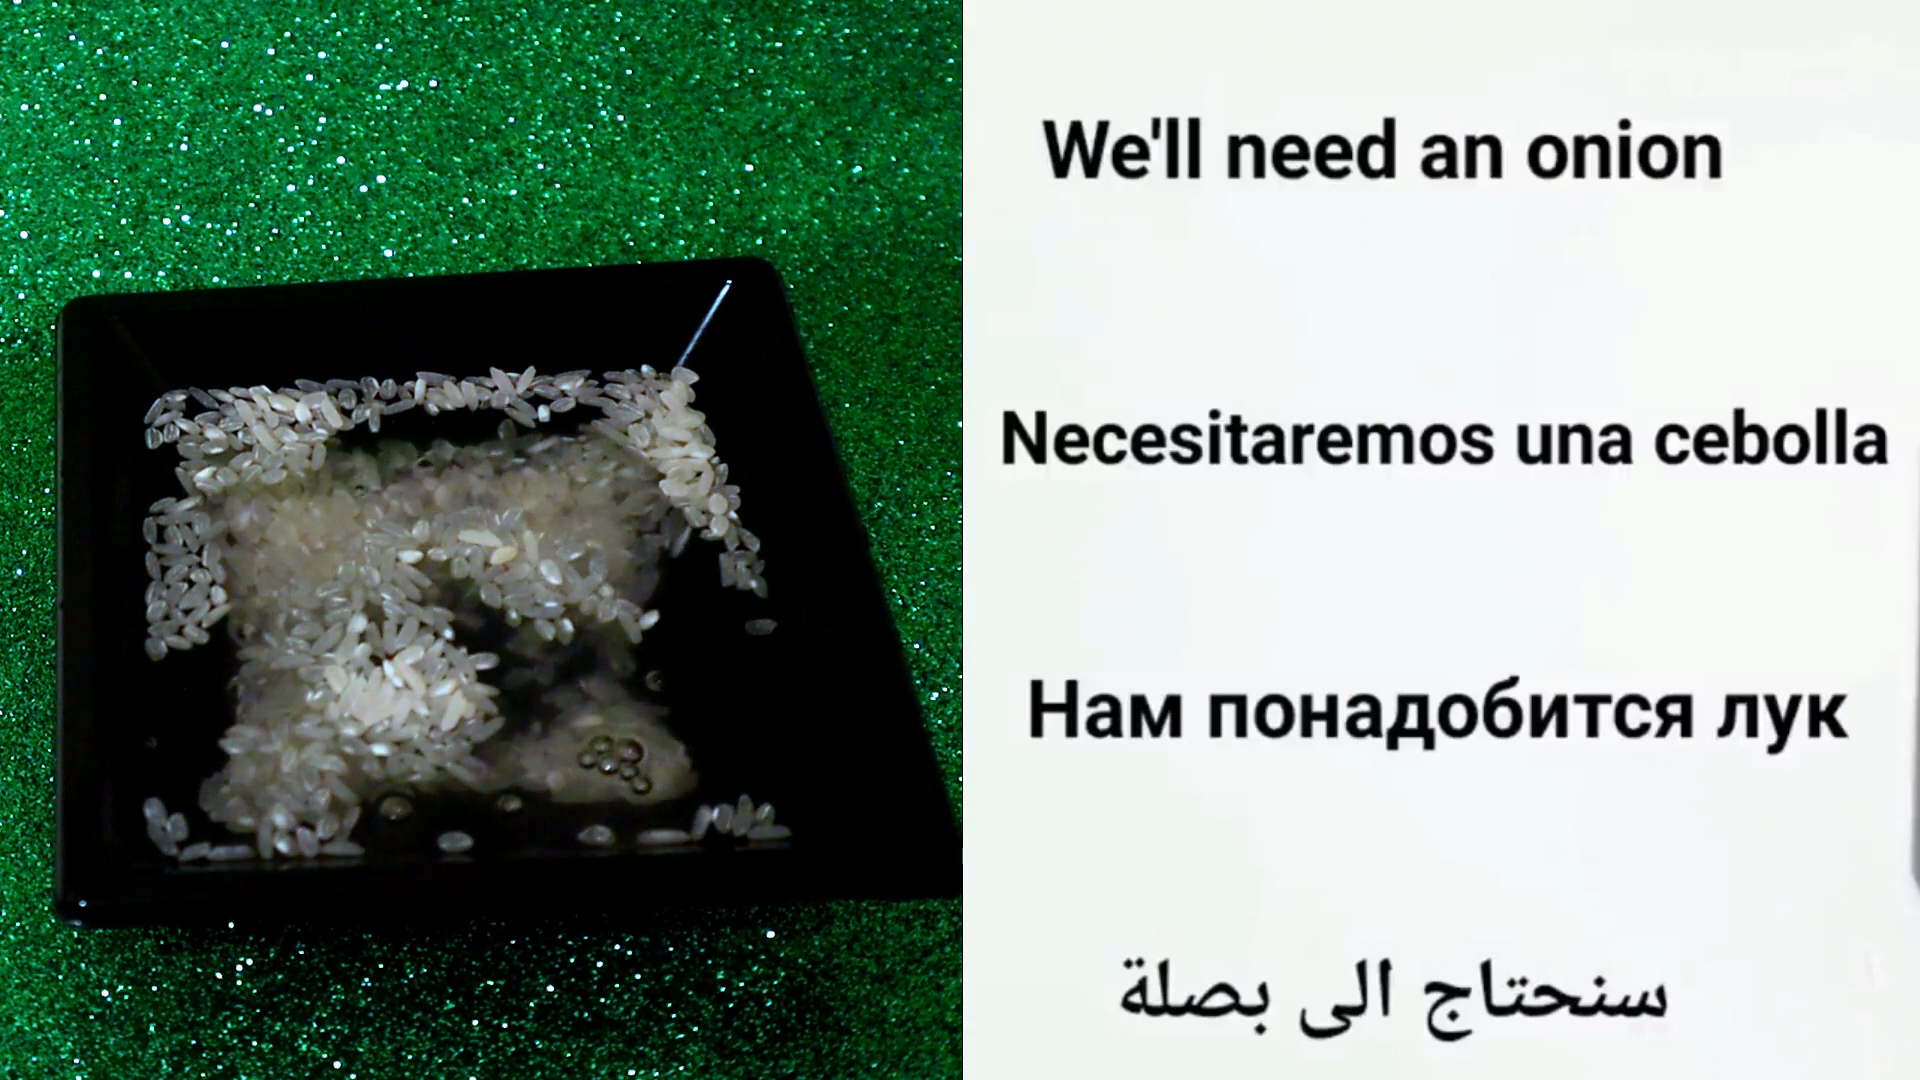 We'll need an onion
Necesitaremos una cebolla
Нам понадобится лук
سنحتاج الى بصلة